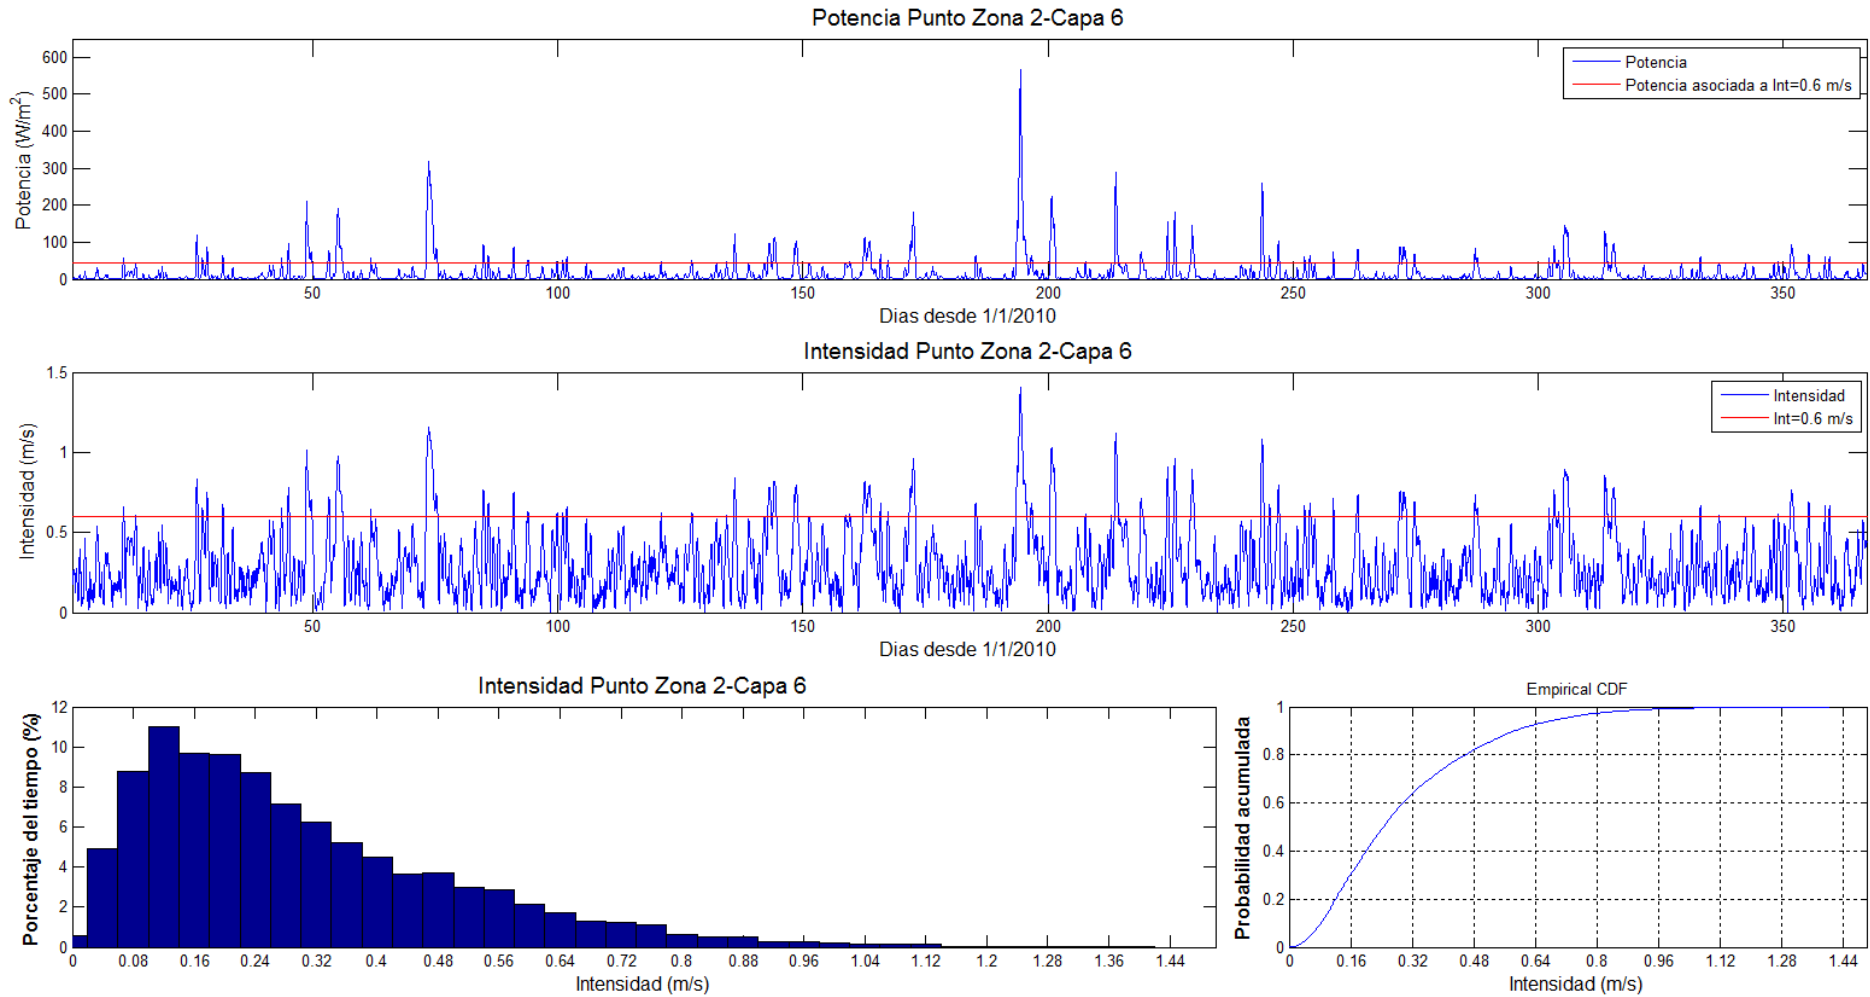 Potencia Punto Zona 2-Capa 6
Potencia (W/m²)
600
500
400
300
200
100
0
Potencia
Potencia asociada a Int=0.6 m/s
50 100 150 200 250 300 350
Dias desde 1/1/2010
Intensidad Punto Zona 2-Capa 6
Intensidad (m/s)
1.5
1
0.5
0
Intensidad
Int=0.6 m/s
50 100 150 200 250 300 350
Dias desde 1/1/2010
Intensidad Punto Zona 2-Capa 6
Porcentaje del tiempo (%)
12
10
8
6
4
2
0
0 0.08 0.16 0.24 0.32 0.4 0.48 0.56 0.64 0.72 0.8 0.88 0.96 1.04 1.12 1.2 1.28 1.36 1.44
Intensidad (m/s)
Empirical CDF
Probabilidad acumulada
1
0.8
0.6
0.4
0.2
0
0 0.16 0.32 0.48 0.64 0.8 0.96 1.12 1.28 1.44
Intensidad (m/s)